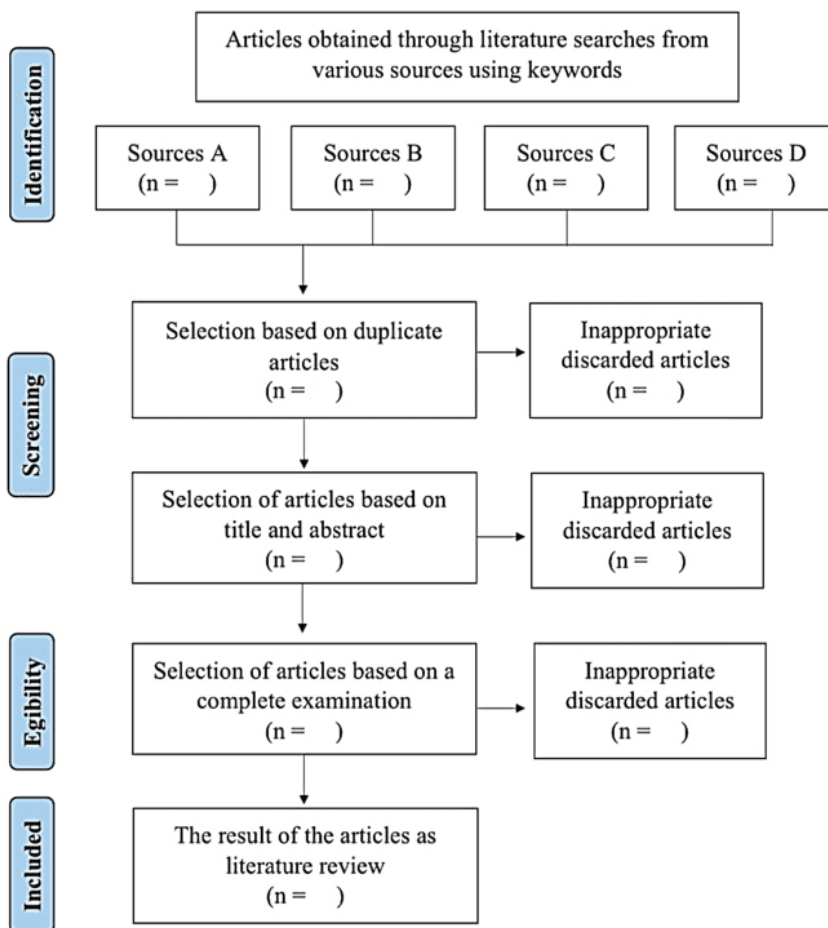 Identification
Articles obtained through literature searches from
various sources using keywords
Sources A
(n =    )
Sources B
(n =    )
Sources C
(n =    )
Sources D
(n =    )
Screening
Selection based on duplicate
articles
(n =    )
Inappropriate
discarded articles
(n =    )
Selection of articles based on
title and abstract
(n =    )
Inappropriate
discarded articles
(n =    )
Egibility
Selection of articles based on a
complete examination
(n =    )
Inappropriate
discarded articles
(n =    )
Included
The result of the articles as
literature review
(n =    )